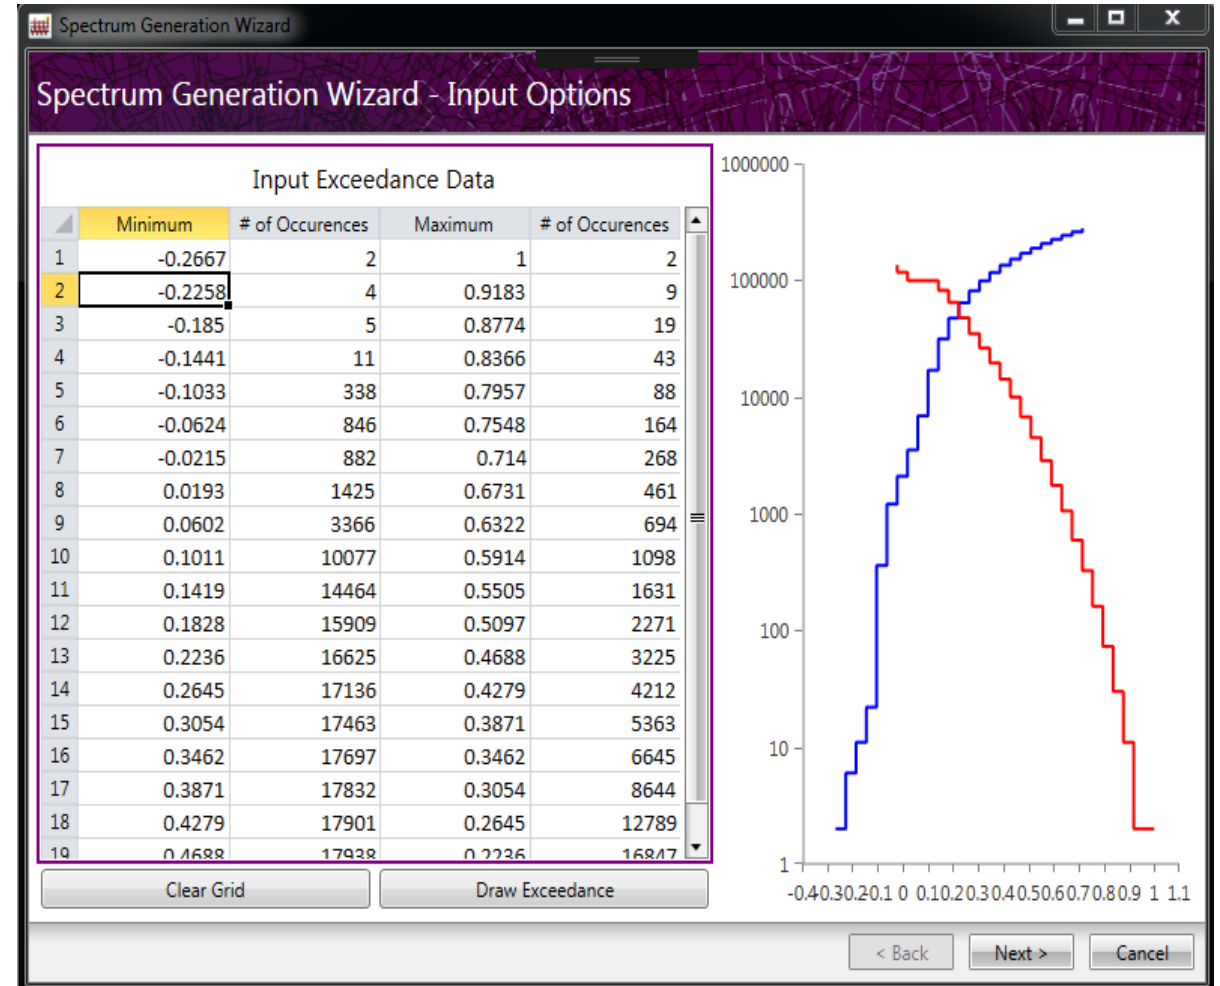 Spectrum Generation Wizard
Spectrum Generation Wizard - Input Options
Input Exceedance Data
Minimum # of Occurences Maximum # of Occurences
1 -0.2667 2 1 2
2 -0.2258 4 0.9183 9
3 -0.185 5 0.8774 19
4 -0.1441 11 0.8366 43
5 -0.1033 338 0.7957 88
6 -0.0624 846 0.7548 164
7 -0.0215 882 0.714 268
8 0.0193 1425 0.6731 461
9 0.0602 3366 0.6322 694
10 0.1011 10077 0.5914 1098
11 0.1419 14464 0.5505 1631
12 0.1828 15909 0.5097 2271
13 0.2236 16625 0.4688 3225
14 0.2645 17136 0.4279 4212
15 0.3054 17463 0.3871 5363
16 0.3462 17697 0.3462 6645
17 0.3871 17832 0.3054 8644
18 0.4279 17901 0.2645 12789
19 0.4688 17938 0.2236 16847
Clear Grid Draw Exceedance
1000000
100000
10000
1000
100
10
1
-0.40.30.20.1 0 0.10.20.30.40.50.60.70.80.9 1 1.1
< Back Next > Cancel